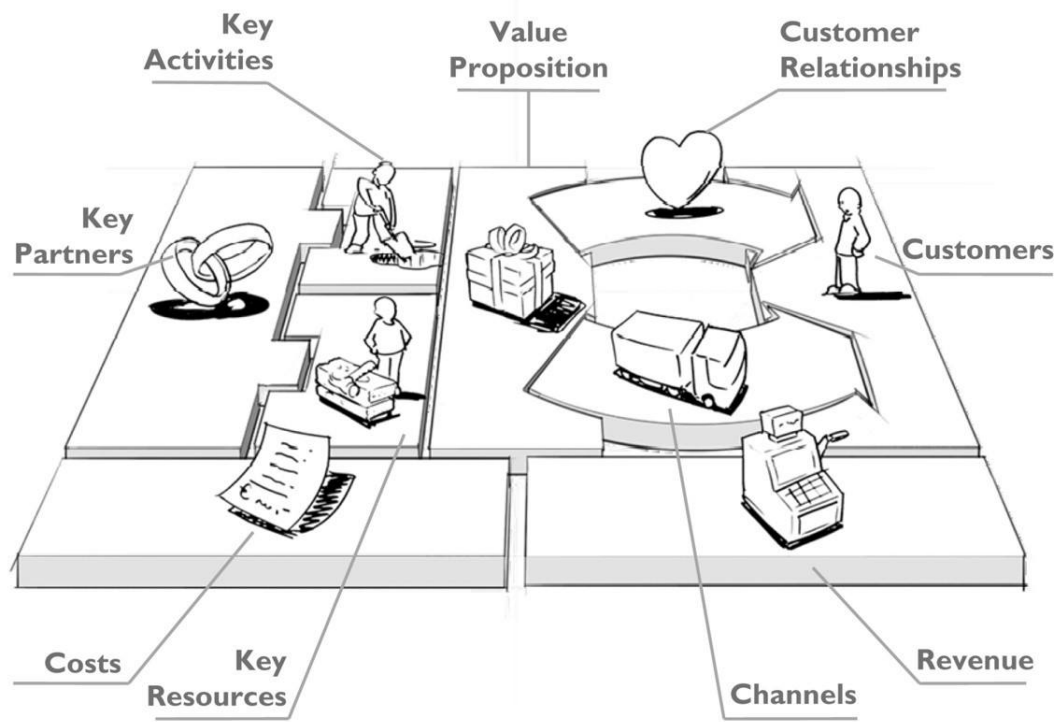 Key
Activities
Value
Proposition
Customer
Relationships
Key
Partners
Customers
€
Costs
Key
Resources
Channels
Revenue